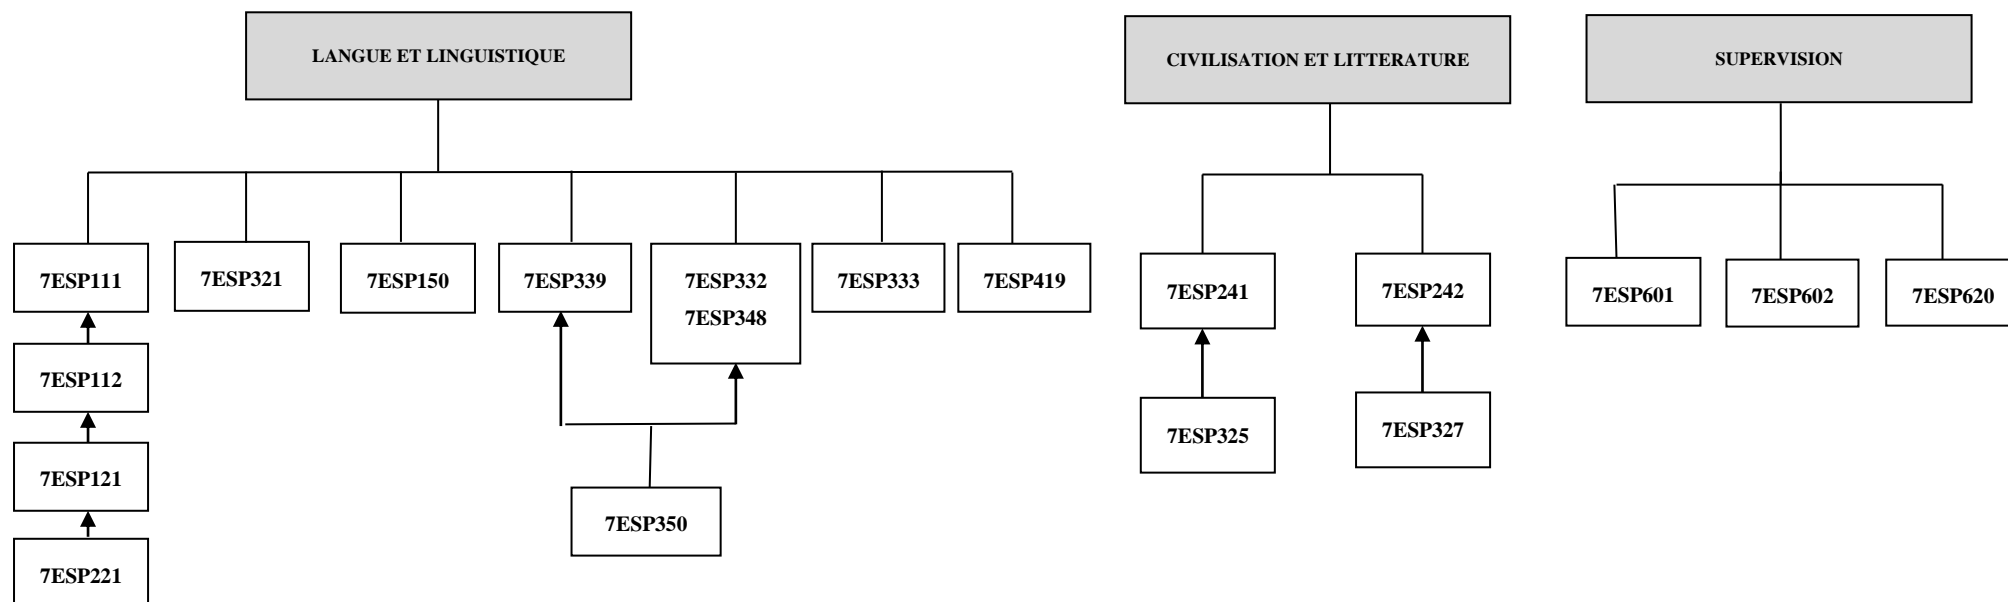 LANGUE ET LINGUISTIQUE
CIVILISATION ET LITTERATURE
SUPERVISION
7ESP111
7ESP321
7ESP150
7ESP339
7ESP332
7ESP348
7ESP333
7ESP419
7ESP241
7ESP242
7ESP601
7ESP602
7ESP620
7ESP112
7ESP121
7ESP221
7ESP350
7ESP325
7ESP327